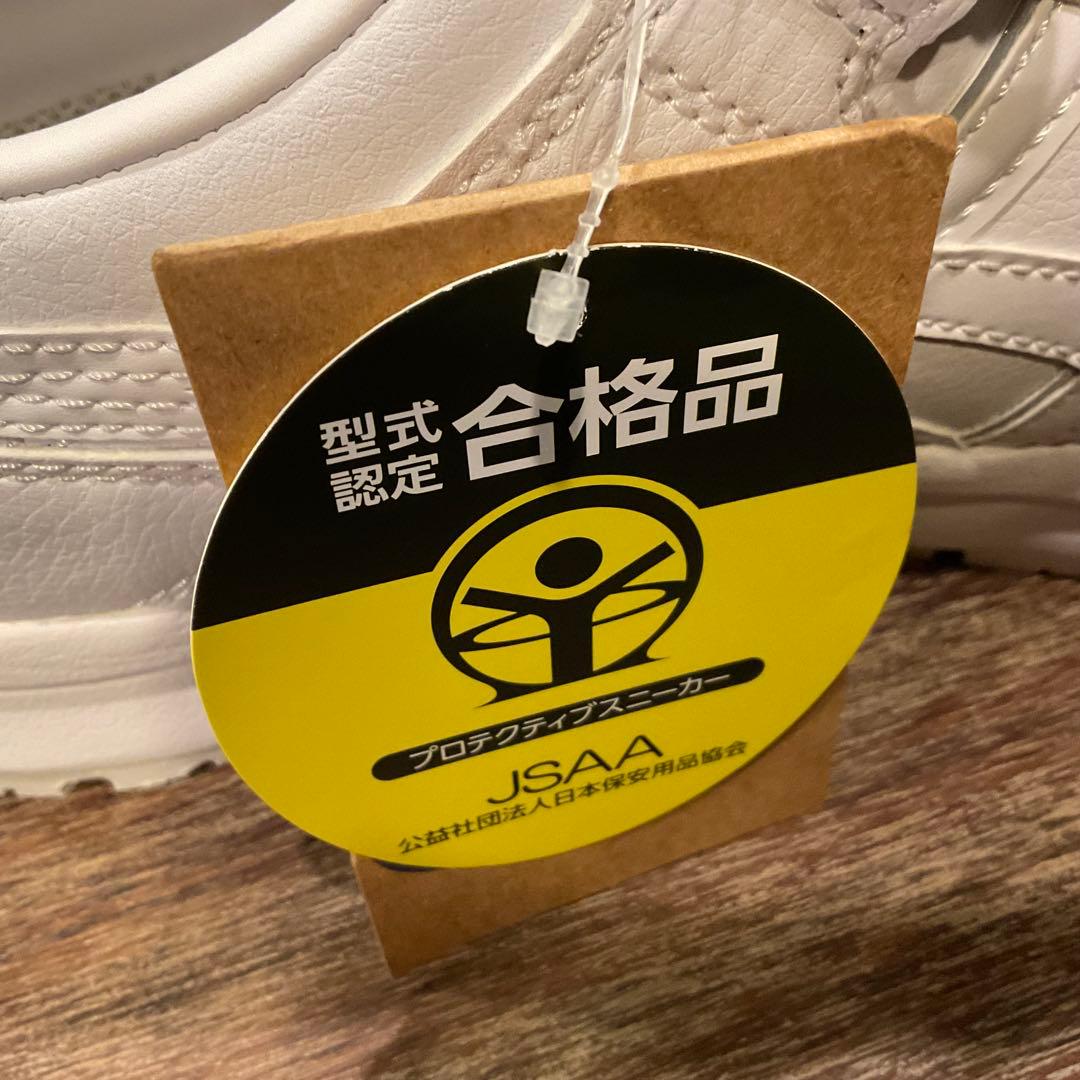 型式
認定
合格品
プロテクティブスニーカー
JSAA
公益社団法人日本保安用品協会